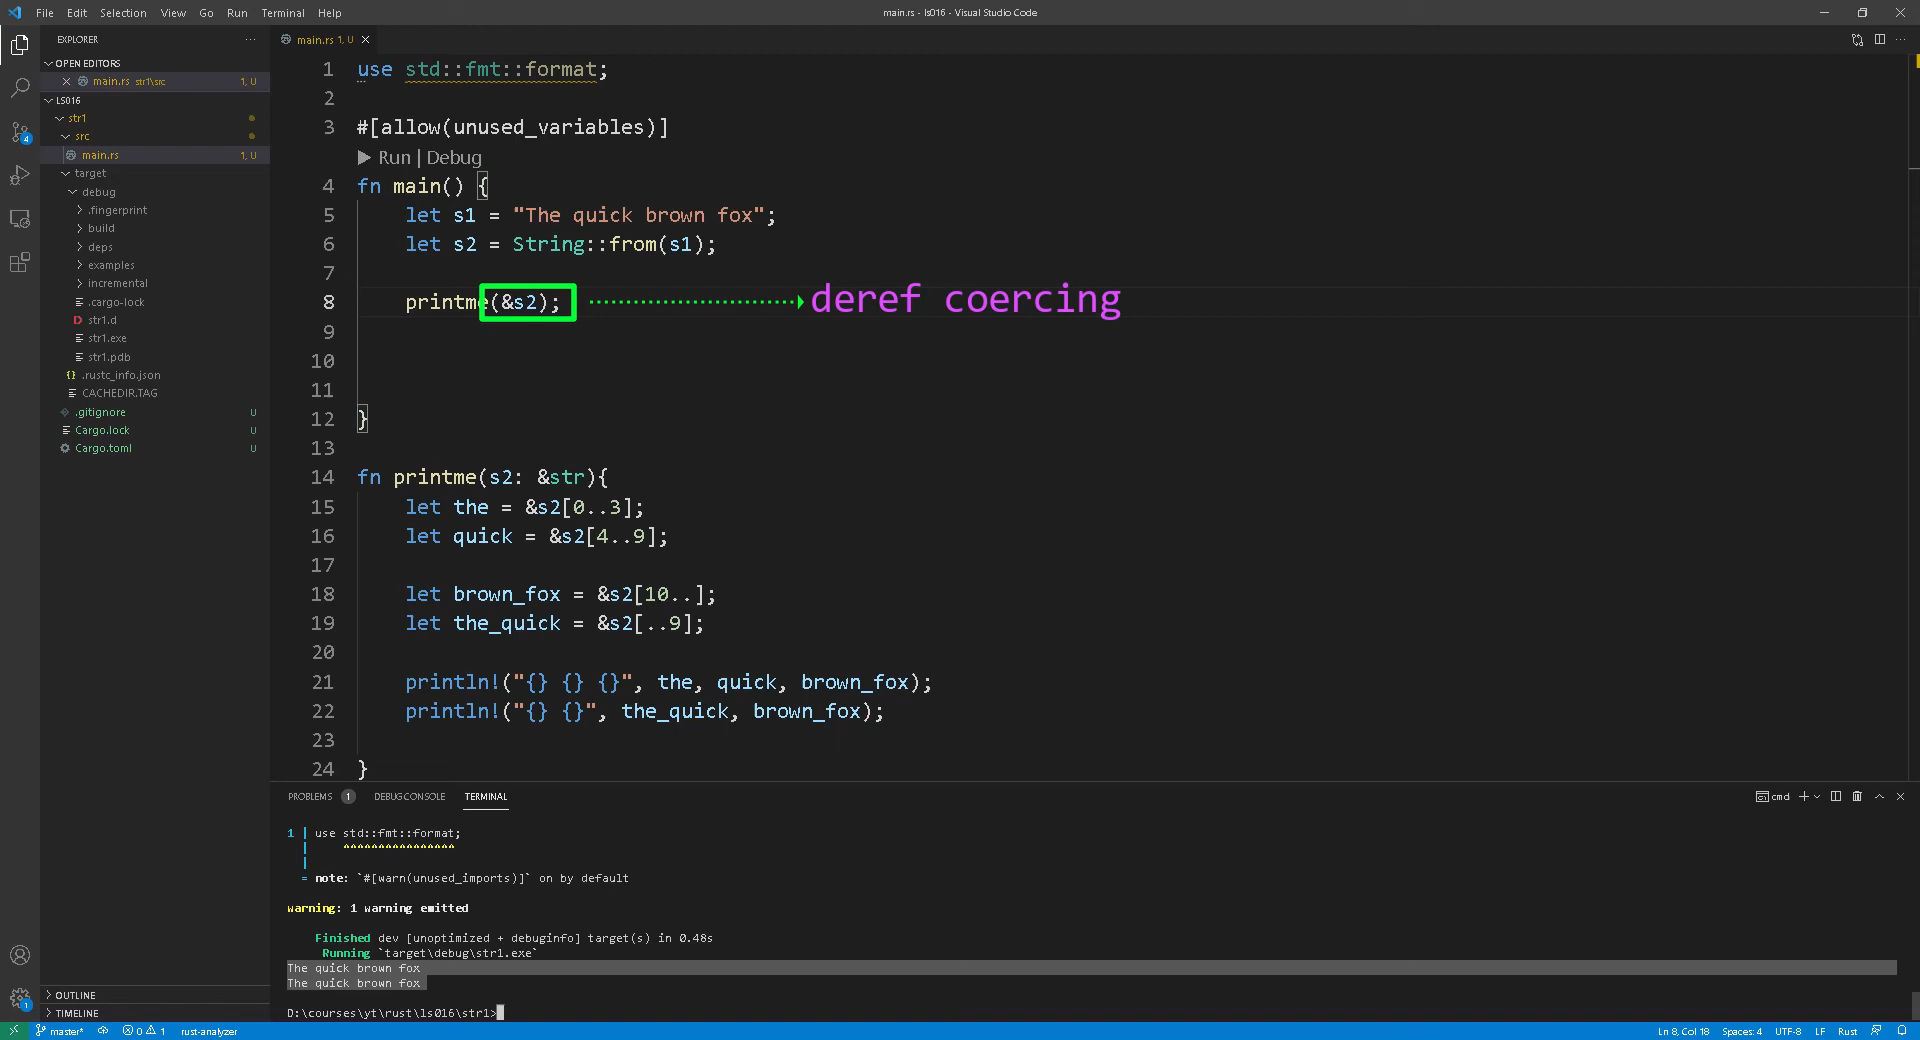 File Edit Selection View Go Run Terminal Help
main.rs - ls016 - Visual Studio Code
EXPLORER
OPEN EDITORS
main.rs str1\src 1, U
LS016
str1
src
main.rs 1, U
target
debug
.fingerprint
build
deps
examples
incremental
.cargo-lock
str1.d
str1.exe
str1.pdb
.rustc_info.json
CACHEDIR.TAG
.gitignore U
Cargo.lock U
Cargo.toml U
OUTLINE
TIMELINE
4
1
main.rs 1, U
1 use std::fmt::format;
2
3 #[allow(unused_variables)]
Run | Debug
4 fn main() {
5 let s1 = "The quick brown fox";
6 let s2 = String::from(s1);
7
8 printme(&s2); deref coercing
9
10
11
12 }
13
14 fn printme(s2: &str){
15 let the = &s2[0..3];
16 let quick = &s2[4..9];
17
18 let brown_fox = &s2[10..];
19 let the_quick = &s2[..9];
20
21 println!("{} {} {}", the, quick, brown_fox);
22 println!("{} {}", the_quick, brown_fox);
23
24 }
PROBLEMS 1 DEBUG CONSOLE TERMINAL
cmd
1 | use std::fmt::format;
| ^^^^^^^^^^^^^^^^
|
= note: `#[warn(unused_imports)]` on by default
warning: 1 warning emitted
Finished dev [unoptimized + debuginfo] target(s) in 0.48s
Running `target\debug\str1.exe`
The quick brown fox
The quick brown fox
D:\courses\yt\rust\ls016\str1>
master* 0 1 rust-analyzer
Ln 8, Col 18 Spaces: 4 UTF-8 LF Rust